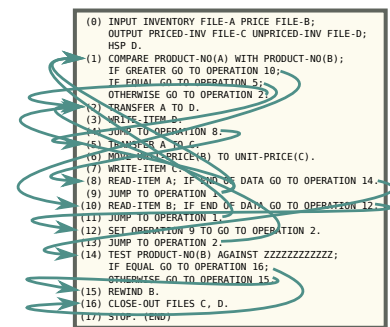 (0) INPUT INVENTORY FILE-A PRICE FILE-B;
OUTPUT PRICED-INV FILE-C UNPRICED-INV FILE-D;
HSP D.
(1) COMPARE PRODUCT-NO(A) WITH PRODUCT-NO(B);
IF GREATER GO TO OPERATION 10;
IF EQUAL GO TO OPERATION 5;
OTHERWISE GO TO OPERATION 2.
(2) TRANSFER A TO D.
(3) WRITE-ITEM D.
(4) JUMP TO OPERATION 8.
(5) TRANSFER A TO C.
(6) MOVE UNIT-PRICE(B) TO UNIT-PRICE(C).
(7) WRITE-ITEM C.
(8) READ-ITEM A; IF END OF DATA GO TO OPERATION 14.
(9) JUMP TO OPERATION 1.
(10) READ-ITEM B; IF END OF DATA GO TO OPERATION 12.
(11) JUMP TO OPERATION 1.
(12) SET OPERATION 9 TO GO TO OPERATION 2.
(13) JUMP TO OPERATION 2.
(14) TEST PRODUCT-NO(B) AGAINST ZZZZZZZZZZZZ;
IF EQUAL GO TO OPERATION 16;
OTHERWISE GO TO OPERATION 15.
(15) REWIND B.
(16) CLOSE-OUT FILES C, D.
(17) STOP. (END)